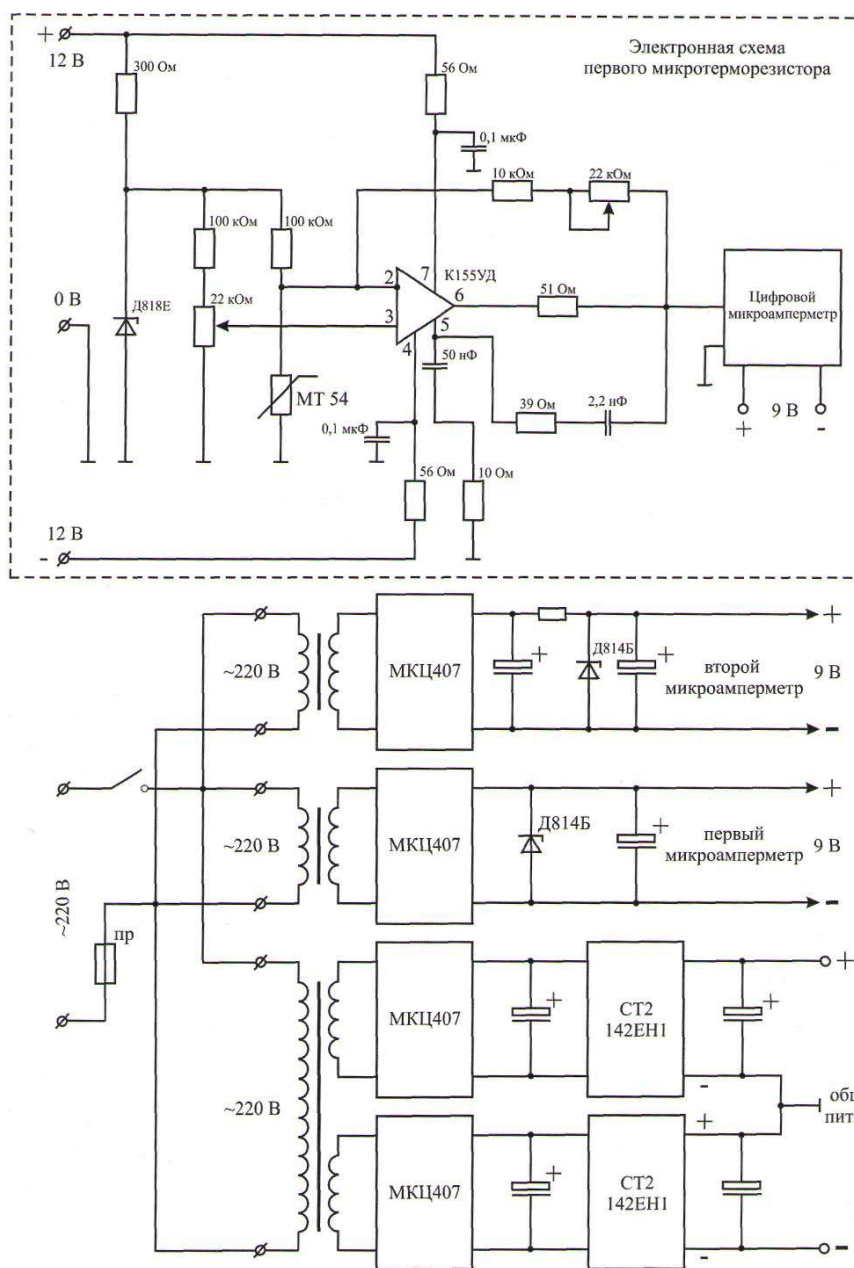 Электронная схема
первого микротерморезистора
+
12 В
300 Ом
56 Ом
0,1 мкФ
10 кОм
22 кОм
100 кОм
100 кОм
К155УД
7
2
6
3
5
4
51 Ом
Цифровой
микроамперметр
0 В
Д818Е
22 кОм
50 нФ
МТ 54
39 Ом
2,2 нФ
+
9 В
-
0,1 мкФ
56 Ом
10 Ом
12 В
-
~220 В
МКЦ407
+
Д814Б
+
второй
микроамперметр
9 В
+
-
~220 В
МКЦ407
Д814Б
+
первый
микроамперметр
9 В
+
-
~220 В
пр
МКЦ407
+
СТ2
142ЕН1
+
-
+
~220 В
общ
пит
МКЦ407
+
СТ2
142ЕН1
+
-
-